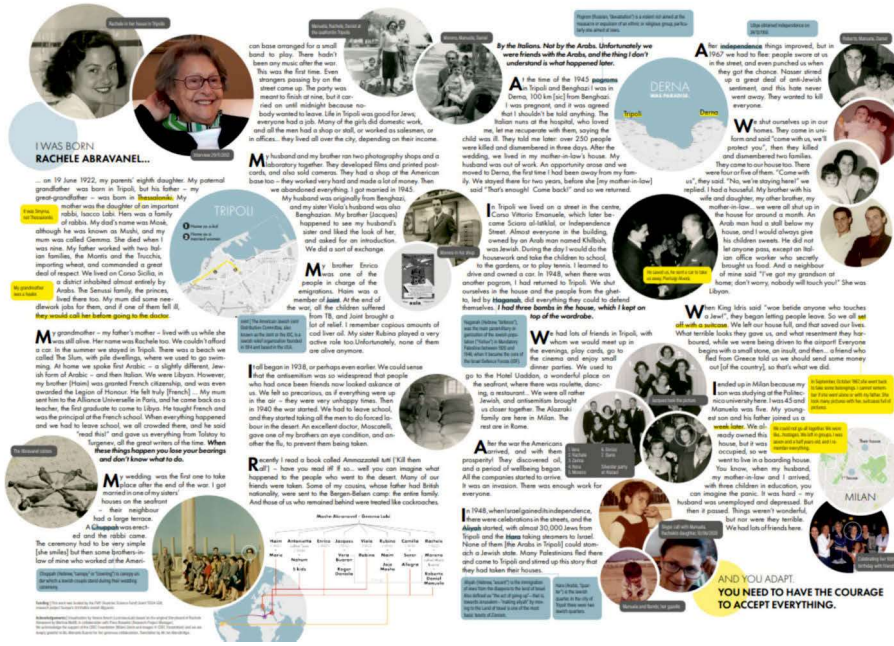 I WAS BORN
RACHELE ABRAVANEL...
... on 19 June 1922, my parents' eighth daughter. My paternal
grandfather was born in Tripoli, but his father – my
great-grandfather – was born in Thessaloniki. My
mother was the daughter of an important
rabbi, Isacco Labi. Hers was a family
of rabbis. My dad's name was Mosè,
although he was known as Mushi, and my
mum was called Gemma. She died when I
was nine. My father worked with two Ital-
ian families, the Mantis and the Trucchis,
importing wheat, and commanded a great
deal of respect. We lived on Corso Sicilia, in
a district inhabited almost entirely by
Arabs. The Senussi family, the princes,
lived there too. My mum did some nee-
dlework jobs for them, and if one of them fell ill,
they would call her before going to the doctor.
My grandmother – my father's mother – lived with us while she
was still alive. Her name was Rachele too. We couldn't afford
a car. In the summer we stayed in Tripoli. There was a beach we
called The Slum, with pile dwellings, where we used to go swim-
ming. At home we spoke first Arabic – a slightly different, Jew-
ish form of Arabic – and then Italian. We were Libyan. However,
my brother (Haim) was granted French citizenship, and was even
awarded the Legion of Honour. He felt truly [French] ... My mum
sent him to the Alliance Universelle in Paris, and he came back as a
teacher, the first graduate to come to Libya. He taught French and
was the principal at the French school. When everything happened
and we had to leave school, we all crowded there, and he said
"read this!" and gave us everything from Tolstoy to
Turgenev, all the great writers of the time. When
these things happen you lose your bearings
and don't know what to do.
My wedding was the first one to take
place after the end of the war. I got
married in one of my sisters'
houses on the seafront
– their neighbour
had a large terrace.
A Chuppah was erect-
ed and the rabbi came.
The ceremony had to be very simple
[she smiles] but then some brothers-in-
law of mine who worked at the Ameri-
can base arranged for a small
band to play. There hadn't
been any music after the war.
This was the first time. Even
strangers passing by on the
street came up. The party was
meant to finish at nine, but it car-
ried on until midnight because no-
body wanted to leave. Life in Tripoli was good for Jews;
everyone had a job. Many of the girls did domestic work,
and all the men had a shop or stall, or worked as salesmen, or
in offices... they lived all over the city, depending on their income.
My husband and my brother ran two photography shops and a
laboratory together. They developed films and printed post-
cards, and also sold cameras. They had a shop at the American
base too – they worked very hard and made a lot of money. Then
we abandoned everything. I got married in 1945.
My husband was originally from Benghazi,
and my sister Viola's husband was also
Benghazian. My brother (Jacques)
happened to see my husband's
sister and liked the look of her,
and asked for an introduction.
We did a sort of exchange.
My brother Enrico
was one of the
people in charge of the
emigrations. Haim was a
member of Joint. At the end of
the war, all the children suffered
from TB, and Joint brought a
lot of relief. I remember copious amounts of
cod liver oil. My sister Rubina played a very
active role too. Unfortunately, none of them
are alive anymore.
It all began in 1938, or perhaps even earlier. We could sense
that the antisemitism was so widespread that people
who had once been friends now looked askance at
us. We felt so precarious, as if everything were up
in the air – they were very unhappy times. Then
in 1940 the war started. We had to leave school,
and they started taking all the men to do forced la-
bour in the desert. An excellent doctor, Moscatelli,
gave one of my brothers an eye condition, and an-
other the flu, to prevent them being taken.
Recently I read a book called Ammazzateli tutti ('Kill them
all') – have you read it? If so... well you can imagine what
happened to the people who went to the desert. Many of our
friends were taken. Some of my cousins, whose father had British
nationality, were sent to the Bergen-Belsen camp: the entire family.
And those of us who remained behind were treated like cockroaches.
By the Italians. Not by the Arabs. Unfortunately we
were friends with the Arabs, and the thing I don't
understand is what happened later.
At the time of the 1945 pogroms
in Tripoli and Benghazi I was in
Derna, 100 km [sic] from Benghazi.
I was pregnant, and it was agreed
that I shouldn't be told anything. The
Italian nurs at the hospital, who loved
me, let me recuperate with them, saying the
child was ill. They told me later: over 250 people
were killed and dismembered in three days. After the
wedding, we lived in my mother-in-law's house. My
husband was out of work. An opportunity arose and we
moved to Derna, the first time I had been away from my fam-
ily. We stayed there for two years, before she [my mother-in-law]
said "That's enough! Come back!" and so we returned.
In Tripoli we lived on a street in the centre,
Corso Vittorio Emanuele, which later be-
came Sciara al-Istiklal, or Independence
Street. Almost everyone in the building,
owned by an Arab man named Khlibash,
was Jewish. During the day I would do the
housework and take the children to school,
to the gardens, or to play tennis. I learned to
drive and owned a car. In 1948, when there was
another pogrom, I had returned to Tripoli. We shut
ourselves in the house and the people from the ghet-
to, led by Haganah, did everything they could to defend
themselves. I had three bombs in the house, which I kept on
top of the wardrobe.
We had lots of friends in Tripoli, with
whom we would meet up in
the evenings, play cards, go to
the cinema and enjoy small
dinner parties. We used to
go to the Hotel Uaddan, a wonderful place on
the seafront, where there was roulette, danc-
ing, a restaurant... We were all rather
Jewish, and antisemitism brought
us closer together. The Alazraki
family are here in Milan. The
rest are in Rome.
After the war the Americans
arrived, and with them
prosperity! They discovered oil,
and a period of wellbeing began.
All the companies started to arrive.
It was an invasion. There was enough work for
everyone.
In 1948, when Israel gained its independence,
there were celebrations in the streets, and the
Aliyah started, with almost 30,000 Jews from
Tripoli and the Hara taking steamers to Israel.
None of them [the Arabs in Tripoli] could stom-
ach a Jewish state. Many Palestinians fled there
and came to Tripoli and stirred up this story that
they had taken their houses.
After independence things improved, but in
1967 we had to flee: people swore at us
in the street, and even punched us when
they got the chance. Nasser stirred
up a great deal of anti-Jewish
sentiment, and this hate never
went away. They wanted to kill
everyone.
We shut ourselves up in our
homes. They came in uni-
form and said "come with us, we'll
protect you", then they killed
and dismembered two families.
They came to our house too. There
were four or five of them. "Come with
us", they said. "No, we're staying here!" we
replied. I had a houseful. My brother with his
wife and daughter, my other brother, my
mother-in-law... we were all shut up in
the house for around a month. An
Arab man had a stall below my
house, and I would always give
his children sweets. He did not
let anyone pass, except an Ital-
ian office worker who secretly
brought us food. And a neighbour
of mine said "I've got my grandson at
home; don't worry, nobody will touch you!" She was
Libyan.
When King Idris said "woe betide anyone who touches
a Jew!", they began letting people leave. So we all set
off with a suitcase. We left our house full, and that saved our lives.
What terrible looks they gave us, and what resentment they har-
boured, while we were being driven to the airport! Everyone
begins with a small stone, an insult, and then... a friend who
fled from Greece told us we should send some money
out [of the country], so that's what we did.
I ended up in Milan because my
son was studying at the Politec-
nico university here. I was 45 and
Manuela was five. My young-
est son and his father joined us a
week later. We al-
ready owned this
house, but it was
occupied, so we
went to live in a boarding house.
You know, when my husband,
my mother-in-law and I arrived,
with three children in education, you
can imagine the panic. It was hard – my
husband was unemployed and depressed. But
then it passed. Things weren't wonderful,
but nor were they terrible.
We had lots of friends here.
AND YOU ADAPT.
YOU NEED TO HAVE THE COURAGE
TO ACCEPT EVERYTHING.
TRIPOLI
DERNA
Tripoli
Derna
MILAN
Rachele in her house in Tripoli
The Abravanel sisters
Moreno in his shop
My grandmother
was a healer